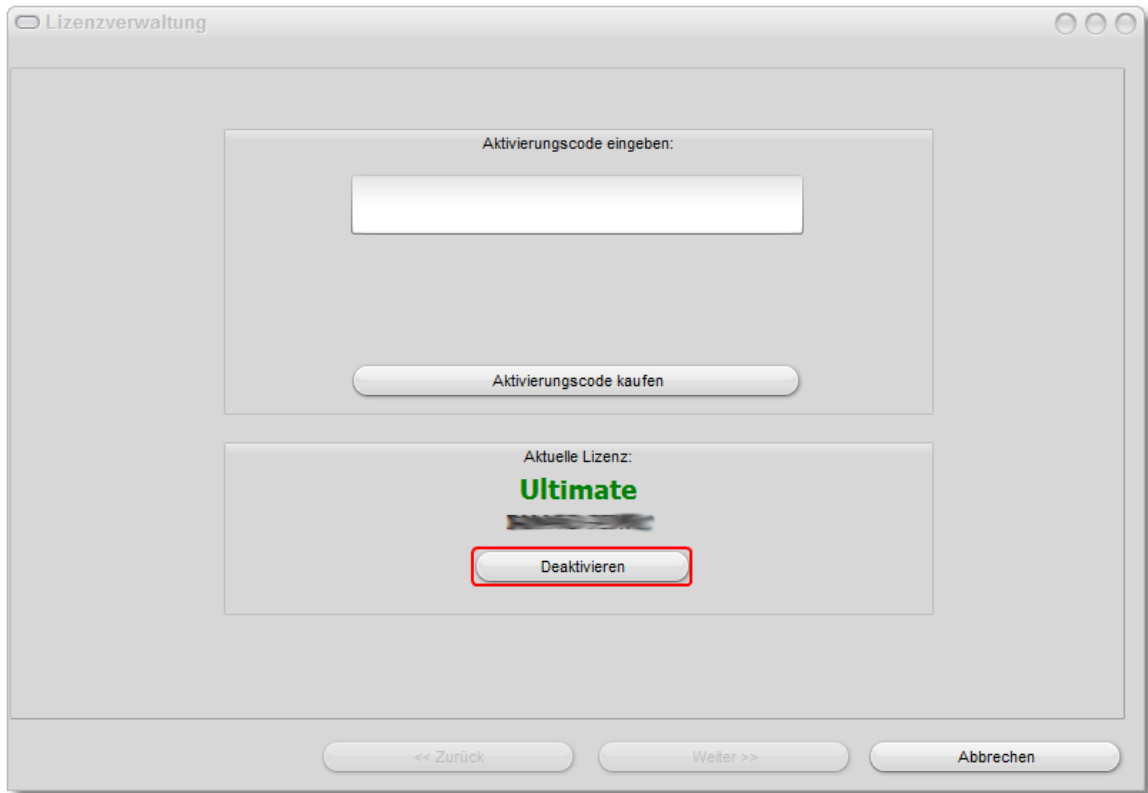 Lizenzverwaltung
Aktivierungscode eingeben:
Aktivierungscode kaufen
Aktuelle Lizenz:
Ultimate
Deaktivieren
<< Zurück Weiter >> Abbrechen